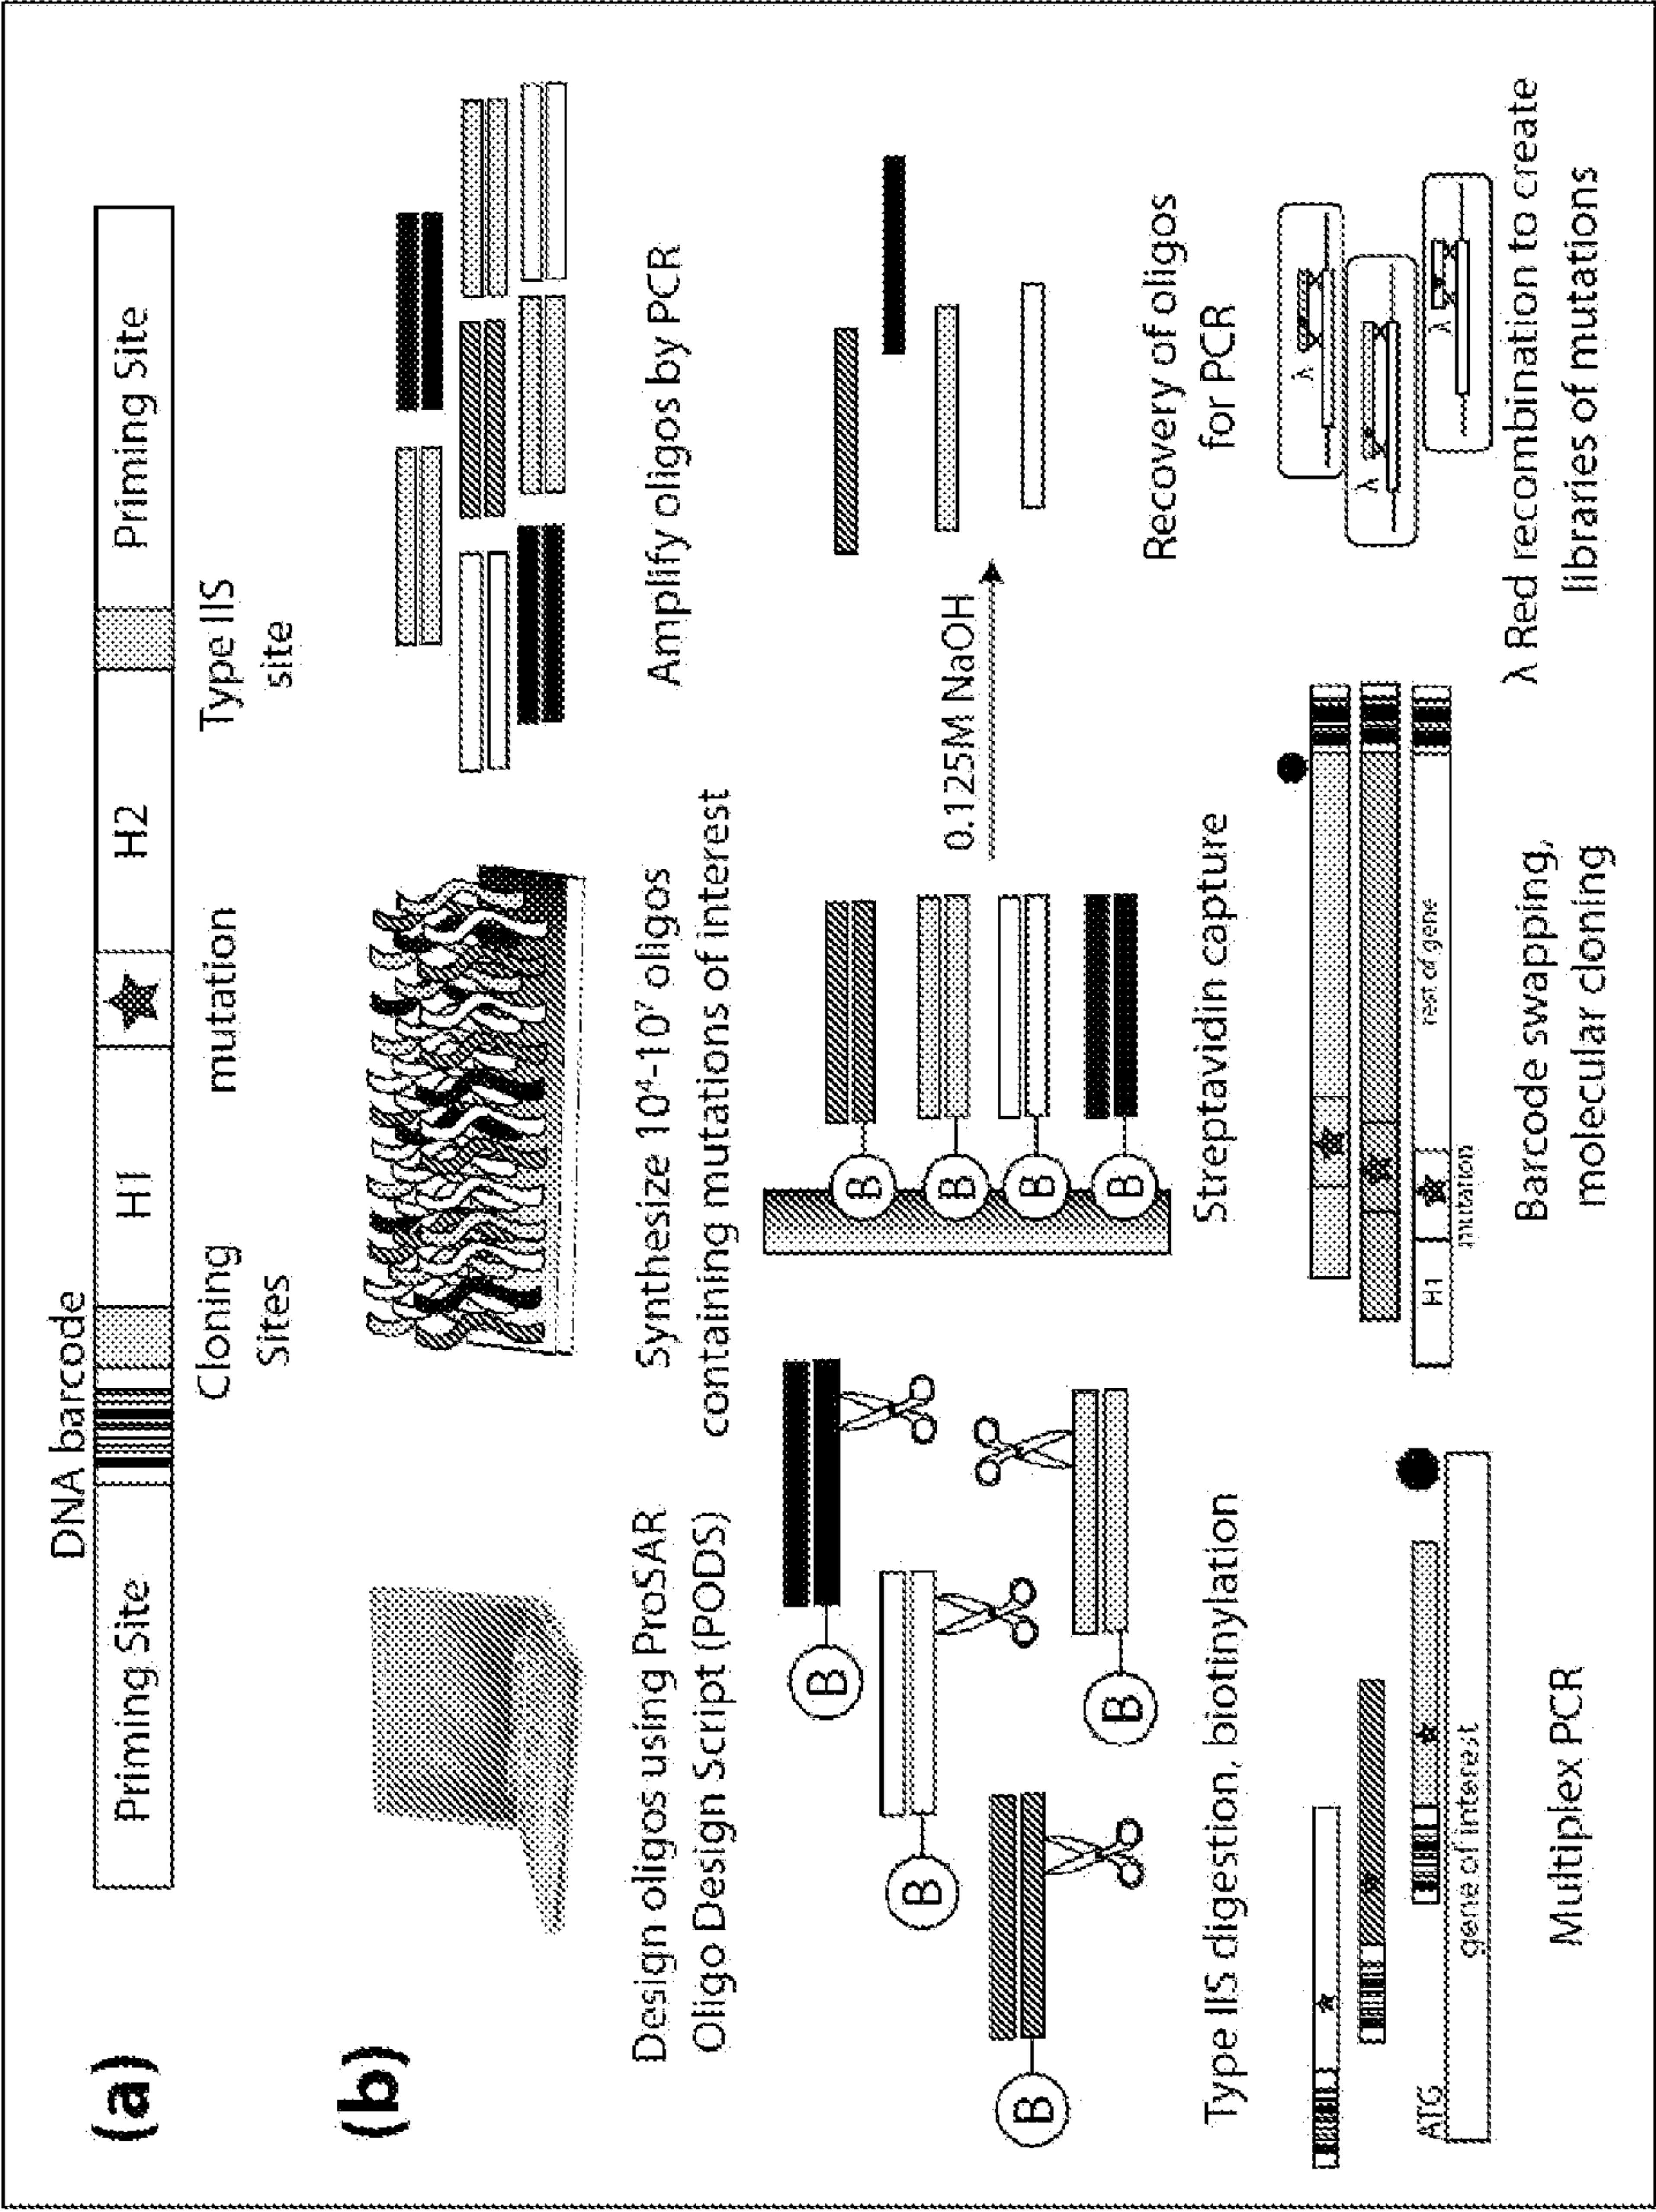 (a)
DNA barcode
Priming Site
H1
H2
Priming Site
Cloning
Sites
mutation
Type IIS
site
(b)
Design oligos using ProSAR
Oligo Design Script (PODS)
Synthesize 10⁴-10⁷ oligos
containing mutations of interest
Amplify oligos by PCR
B
B
B
B
Type IIS digestion, biotinylation
B
B
B
B
Streptavidin capture
0.125M NaOH
Recovery of oligos
for PCR
ATG
gene of interest
Multiplex PCR
H1
rest of gene
mutation
Barcode swapping,
molecular cloning
λ
λ
λ
λ Red recombination to create
libraries of mutations